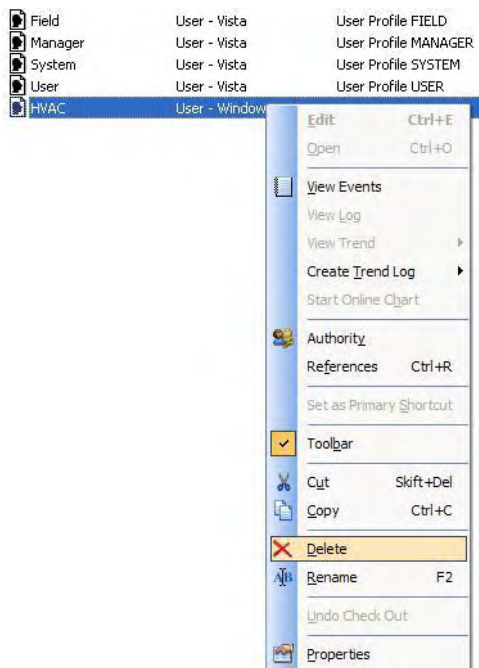 Field User - Vista User Profile FIELD
Manager User - Vista User Profile MANAGER
System User - Vista User Profile SYSTEM
User User - Vista User Profile USER
HVAC User - Window
Edit Ctrl+E
Open Ctrl+O
View Events
View Log
View Trend
Create Trend Log
Start Online Chart
Authority
References Ctrl+R
Set as Primary Shortcut
Toolbar
Cut Skift+Del
Copy Ctrl+C
Delete
Rename F2
Undo Check Out
Properties